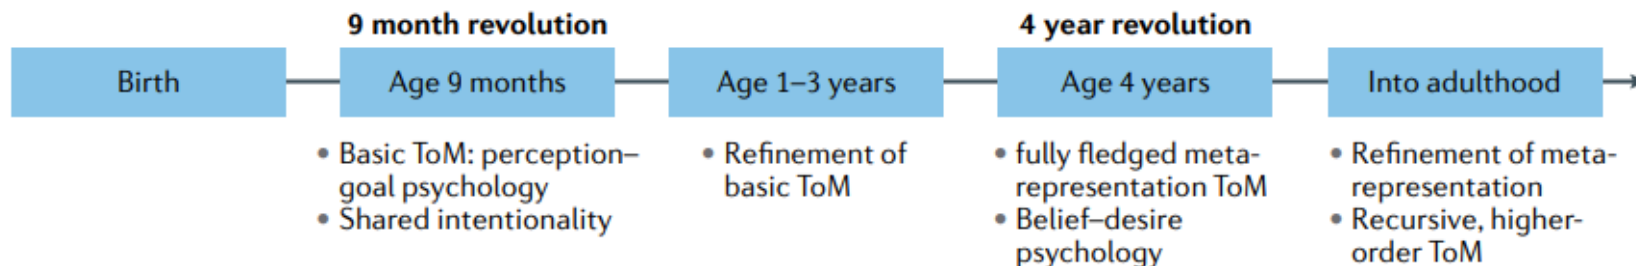 9 month revolution
4 year revolution
Birth
Age 9 months
Age 1–3 years
Age 4 years
Into adulthood
• Basic ToM: perception–
goal psychology
• Shared intentionality
• Refinement of
basic ToM
• fully fledged meta-
representation ToM
• Belief–desire
psychology
• Refinement of meta-
representation
• Recursive, higher-
order ToM